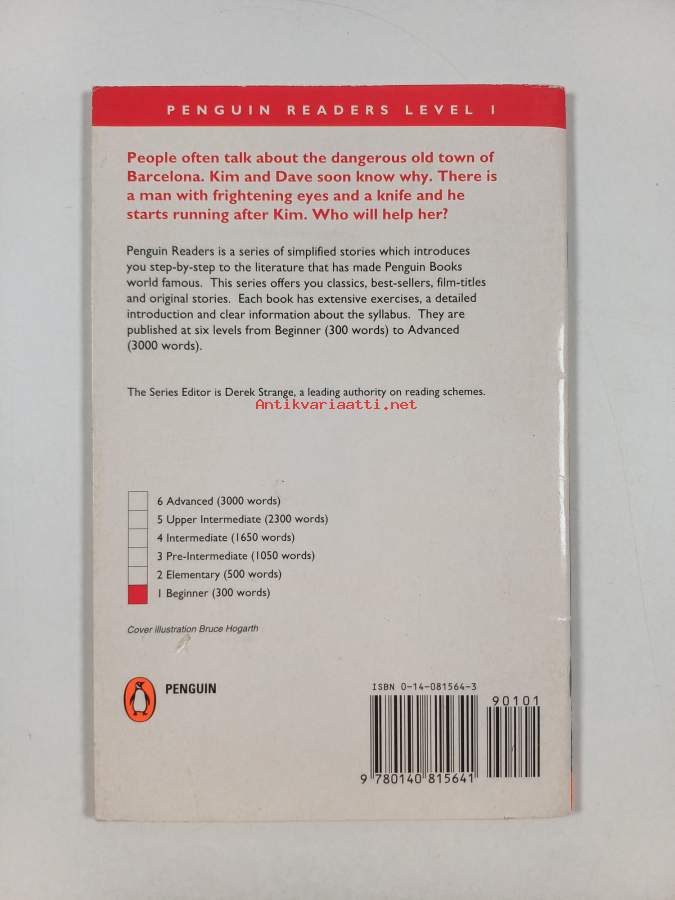 PENGUIN READERS LEVEL 1
People often talk about the dangerous old town of
Barcelona. Kim and Dave soon know why. There is
a man with frightening eyes and a knife and he
starts running after Kim. Who will help her?
Penguin Readers is a series of simplified stories which introduces
you step-by-step to the literature that has made Penguin Books
world famous. This series offers you classics, best-sellers, film-titles
and original stories. Each book has extensive exercises, a detailed
introduction and clear information about the syllabus. They are
published at six levels from Beginner (300 words) to Advanced
(3000 words).
The Series Editor is Derek Strange, a leading authority on reading schemes.
Antikvariaatti.net
6 Advanced (3000 words)
5 Upper Intermediate (2300 words)
4 Intermediate (1650 words)
3 Pre-Intermediate (1050 words)
2 Elementary (500 words)
1 Beginner (300 words)
Cover illustration Bruce Hogarth
PENGUIN
ISBN 0-14-081564-3
90101
9 780140 815641